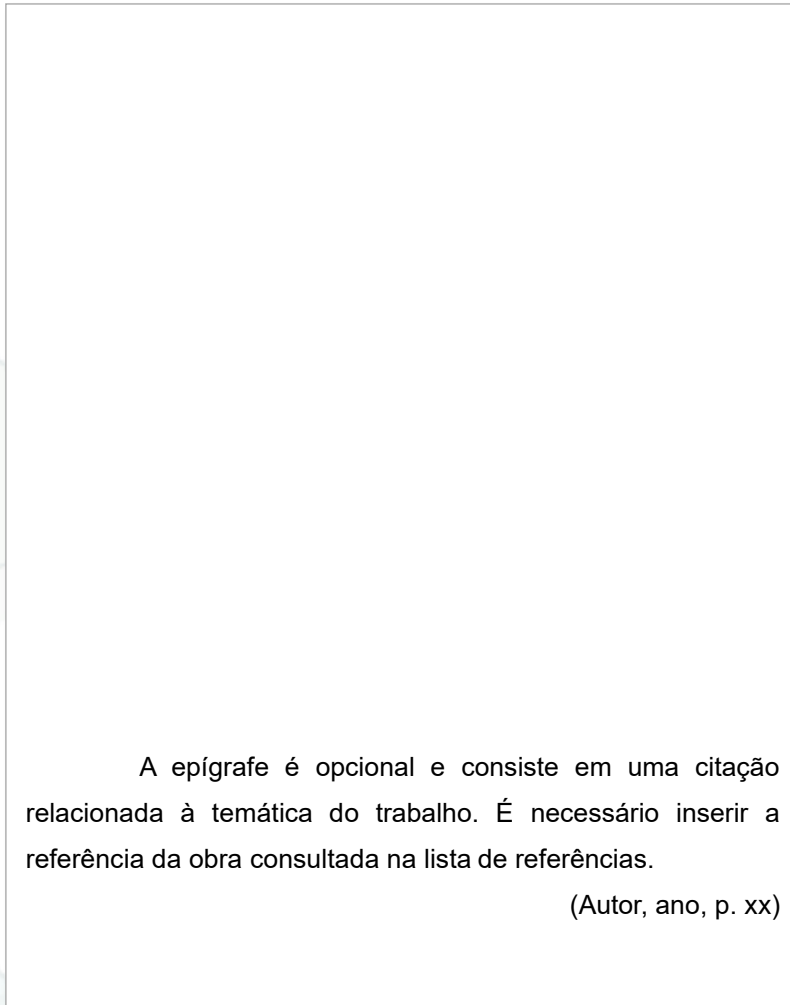 A epígrafe é opcional e consiste em uma citação
relacionada à temática do trabalho. É necessário inserir a
referência da obra consultada na lista de referências.
(Autor, ano, p. xx)